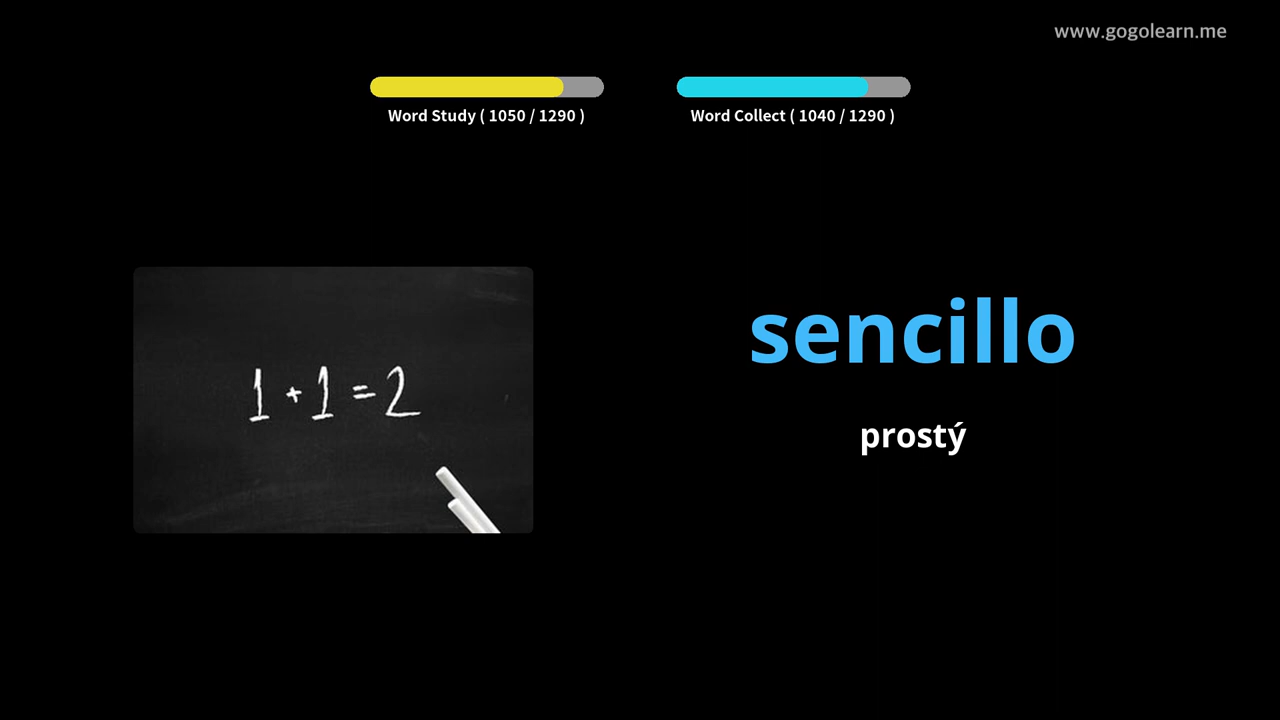 www.gogolearn.me
Word Study ( 1050 / 1290 )
Word Collect ( 1040 / 1290 )
1 + 1 = 2
sencillo
prostý